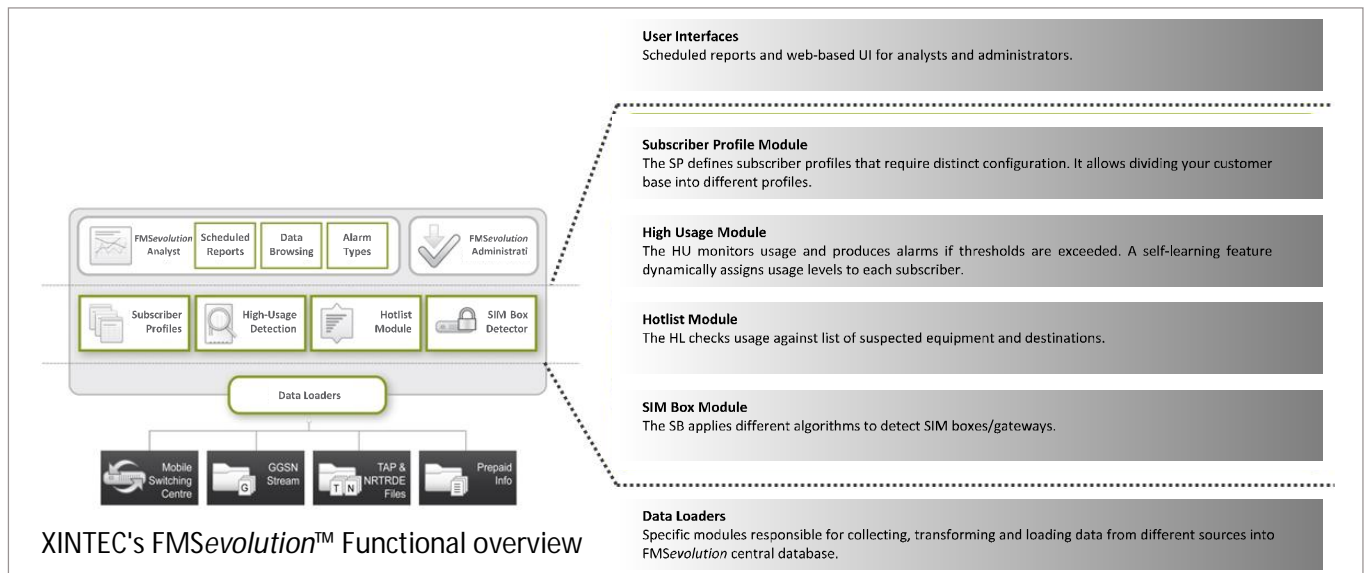 User Interfaces
Scheduled reports and web-based UI for analysts and administrators.
Subscriber Profile Module
The SP defines subscriber profiles that require distinct configuration. It allows dividing your customer
base into different profiles.
High Usage Module
The HU monitors usage and produces alarms if thresholds are exceeded. A self-learning feature
dynamically assigns usage levels to each subscriber.
Hotlist Module
The HL checks usage against list of suspected equipment and destinations.
SIM Box Module
The SB applies different algorithms to detect SIM boxes/gateways.
Data Loaders
Specific modules responsible for collecting, transforming and loading data from different sources into
FMSevolution central database.
FMSevolution
Analyst
Scheduled
Reports
Data
Browsing
Alarm
Types
FMSevolution
Administrati
Subscriber
Profiles
High-Usage
Detection
Hotlist
Module
SIM Box
Detector
Data Loaders
Mobile
Switching
Centre
G
GGSN
Stream
T N
TAP &
NRTRDE
Files
Prepaid
Info
XINTEC's FMSevolution™ Functional overview